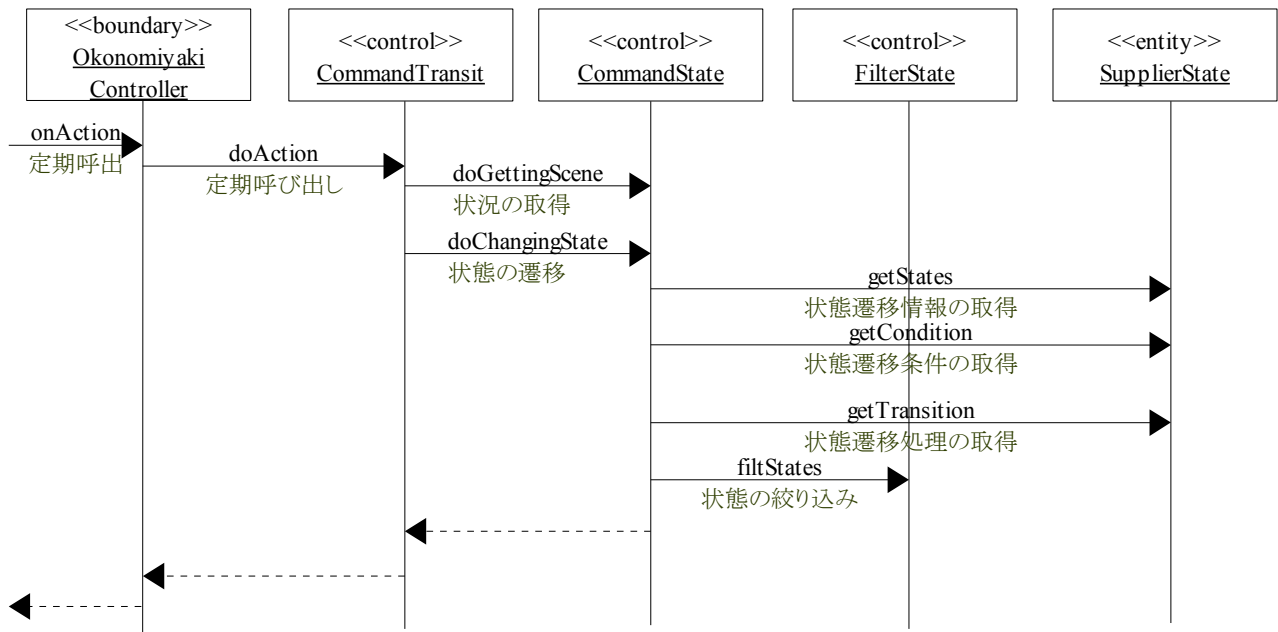 <<boundary>>
Okonomiyaki
Controller
<<control>>
CommandTransit
<<control>>
CommandState
<<control>>
FilterState
<<entity>>
SupplierState
onAction
定期呼出
doAction
定期呼び出し
doGettingScene
状況の取得
doChangingState
状態の遷移
getStates
状態遷移情報の取得
getCondition
状態遷移条件の取得
getTransition
状態遷移処理の取得
filtStates
状態の絞り込み